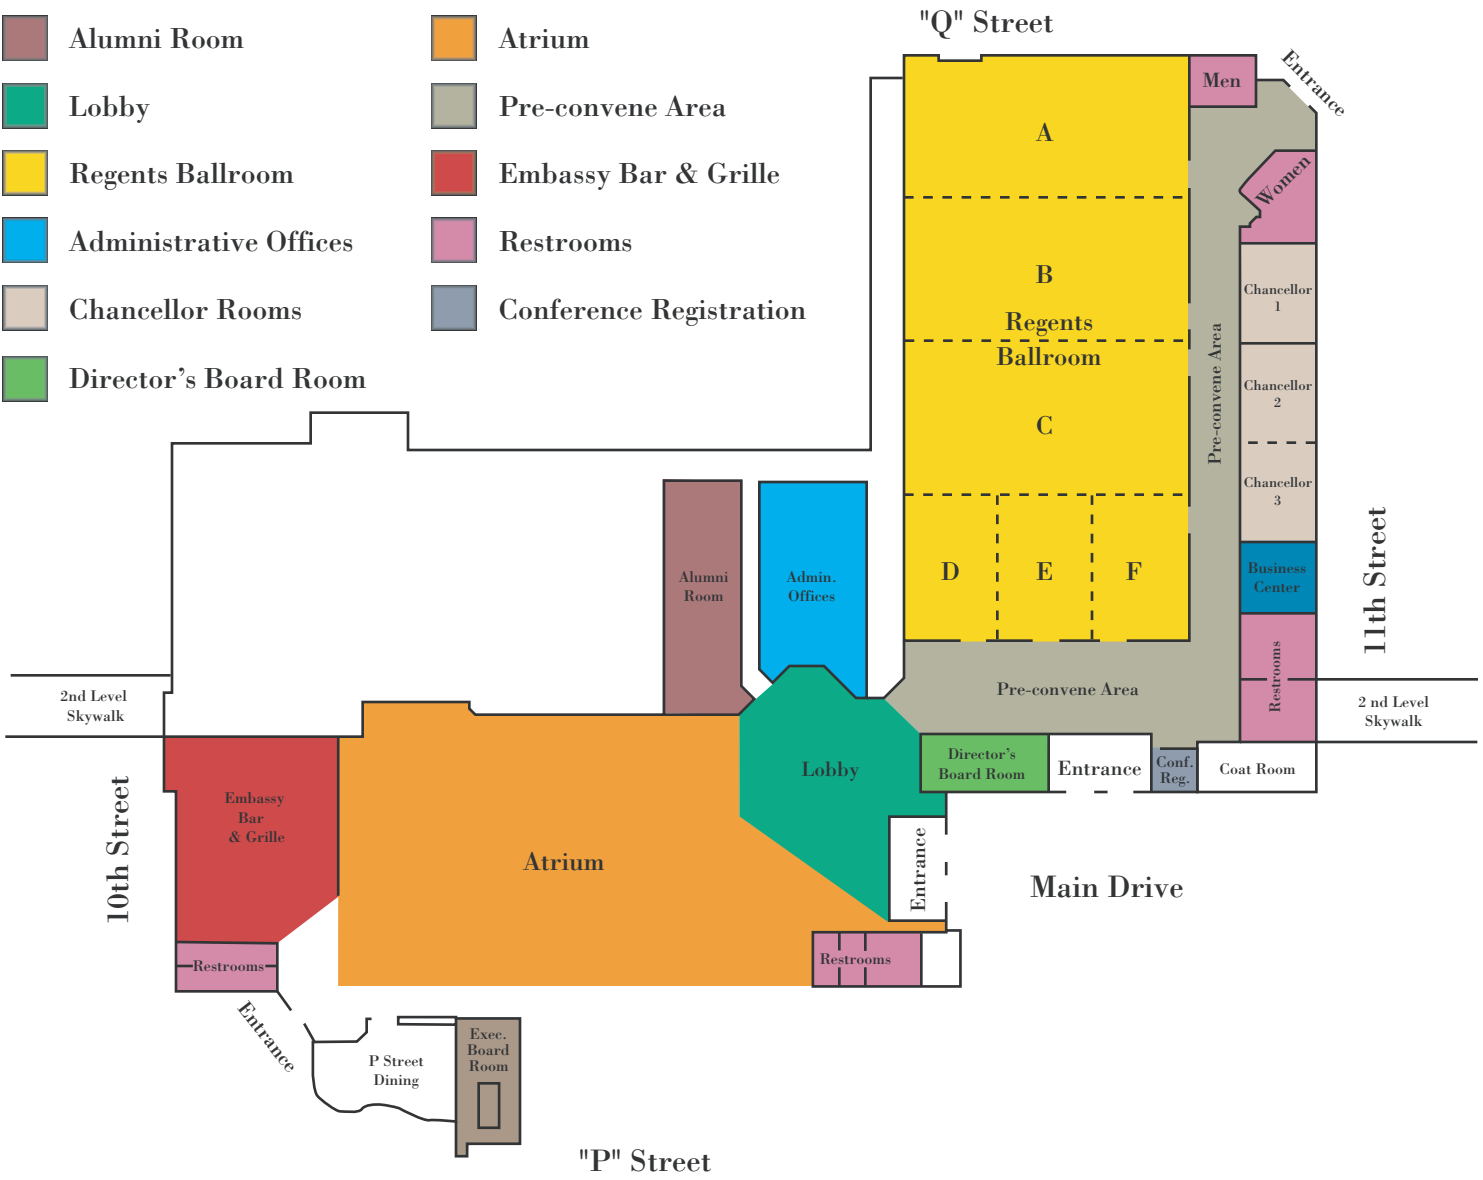 Alumni Room
Atrium
Lobby
Pre-convene Area
Regents Ballroom
Embassy Bar & Grille
Administrative Offices
Restrooms
Chancellor Rooms
Conference Registration
Director's Board Room
"Q" Street
Men
Entrance
A
Women
B
Regents
Ballroom
C
D
E
F
Pre-convene Area
Chancellor
1
Chancellor
2
Chancellor
3
Business
Center
Restrooms
11th Street
2 nd Level
Skywalk
Alumni
Room
Admin.
Offices
Pre-convene Area
2nd Level
Skywalk
Lobby
Director's
Board Room
Entrance
Conf.
Reg.
Coat Room
Embassy
Bar
& Grille
10th Street
Atrium
Entrance
Main Drive
Restrooms
Restrooms
Entrance
P Street
Dining
Exec.
Board
Room
"P" Street